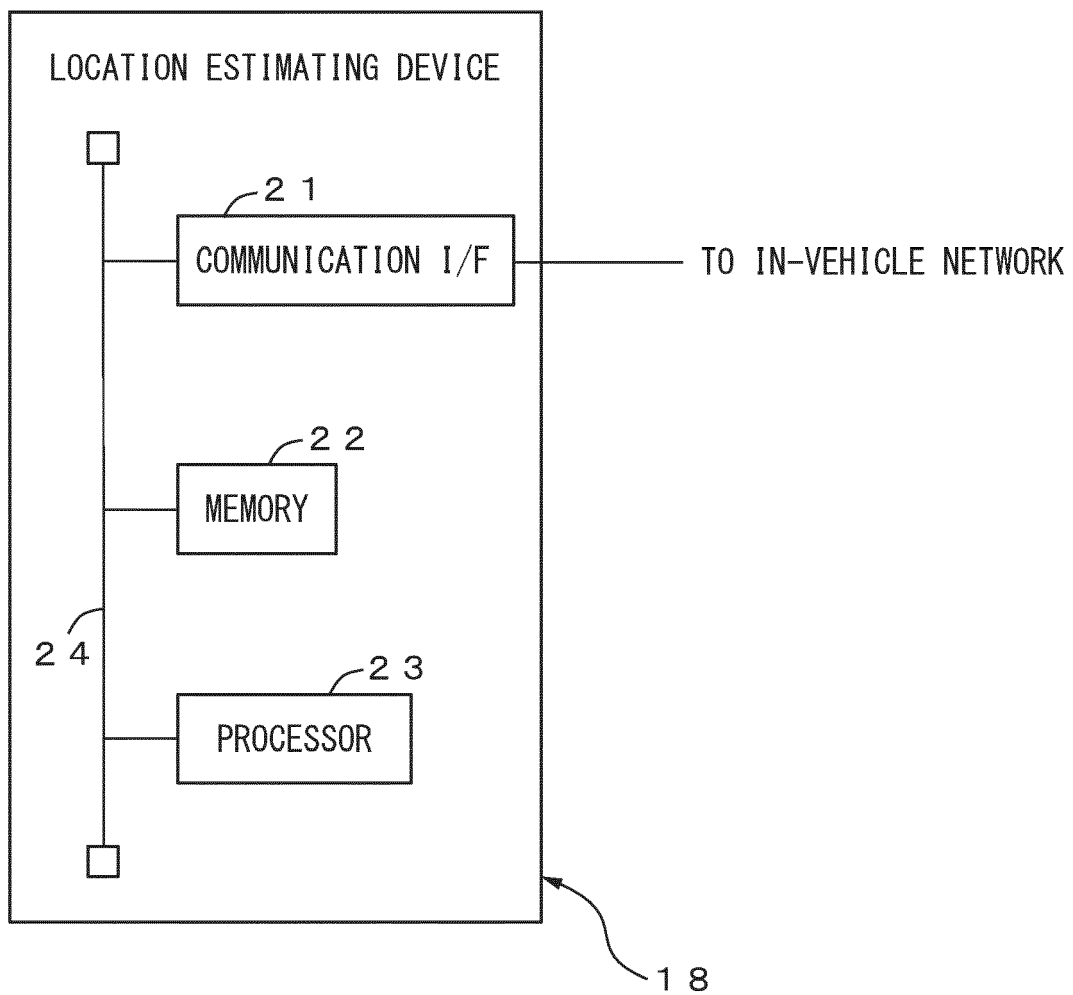 LOCATION ESTIMATING DEVICE
21
COMMUNICATION I/F
TO IN-VEHICLE NETWORK
22
MEMORY
24
23
PROCESSOR
18